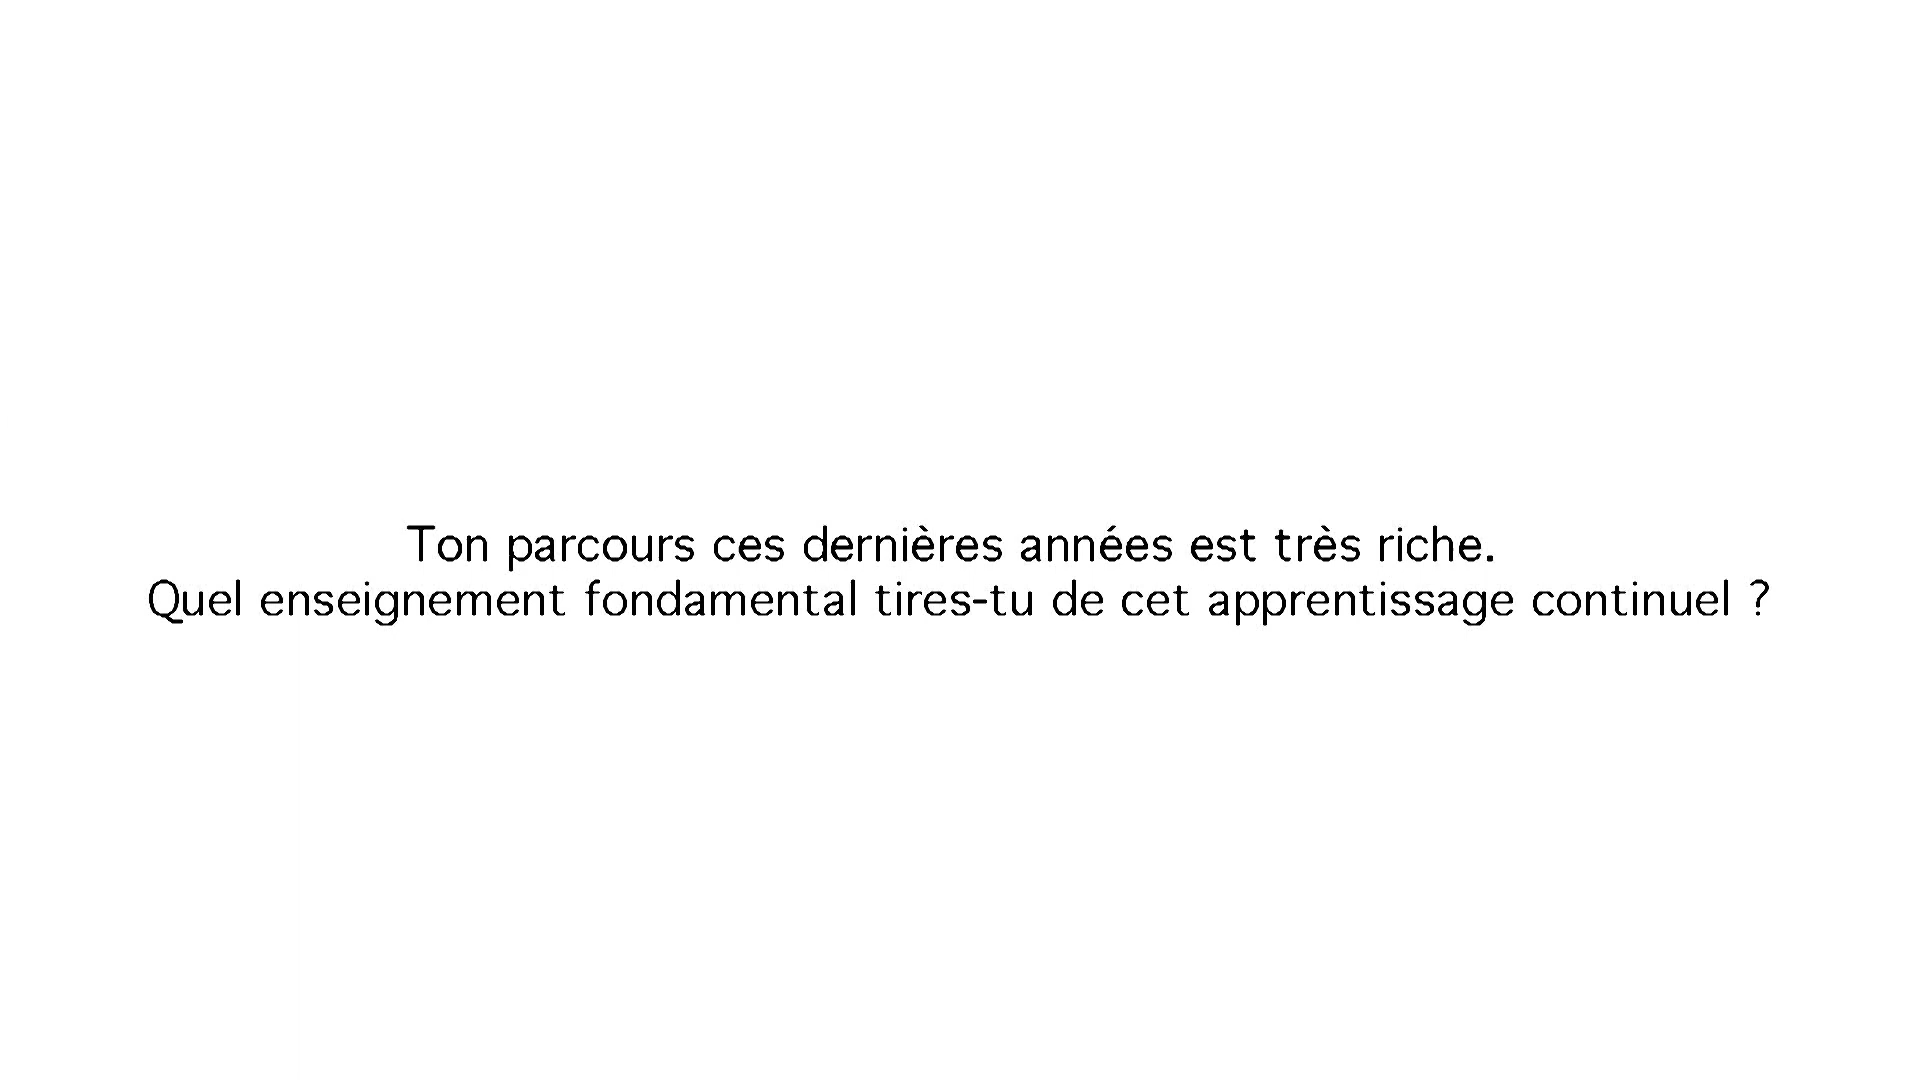 Ton parcours ces dernières années est très riche.
Quel enseignement fondamental tires-tu de cet apprentissage continuel ?